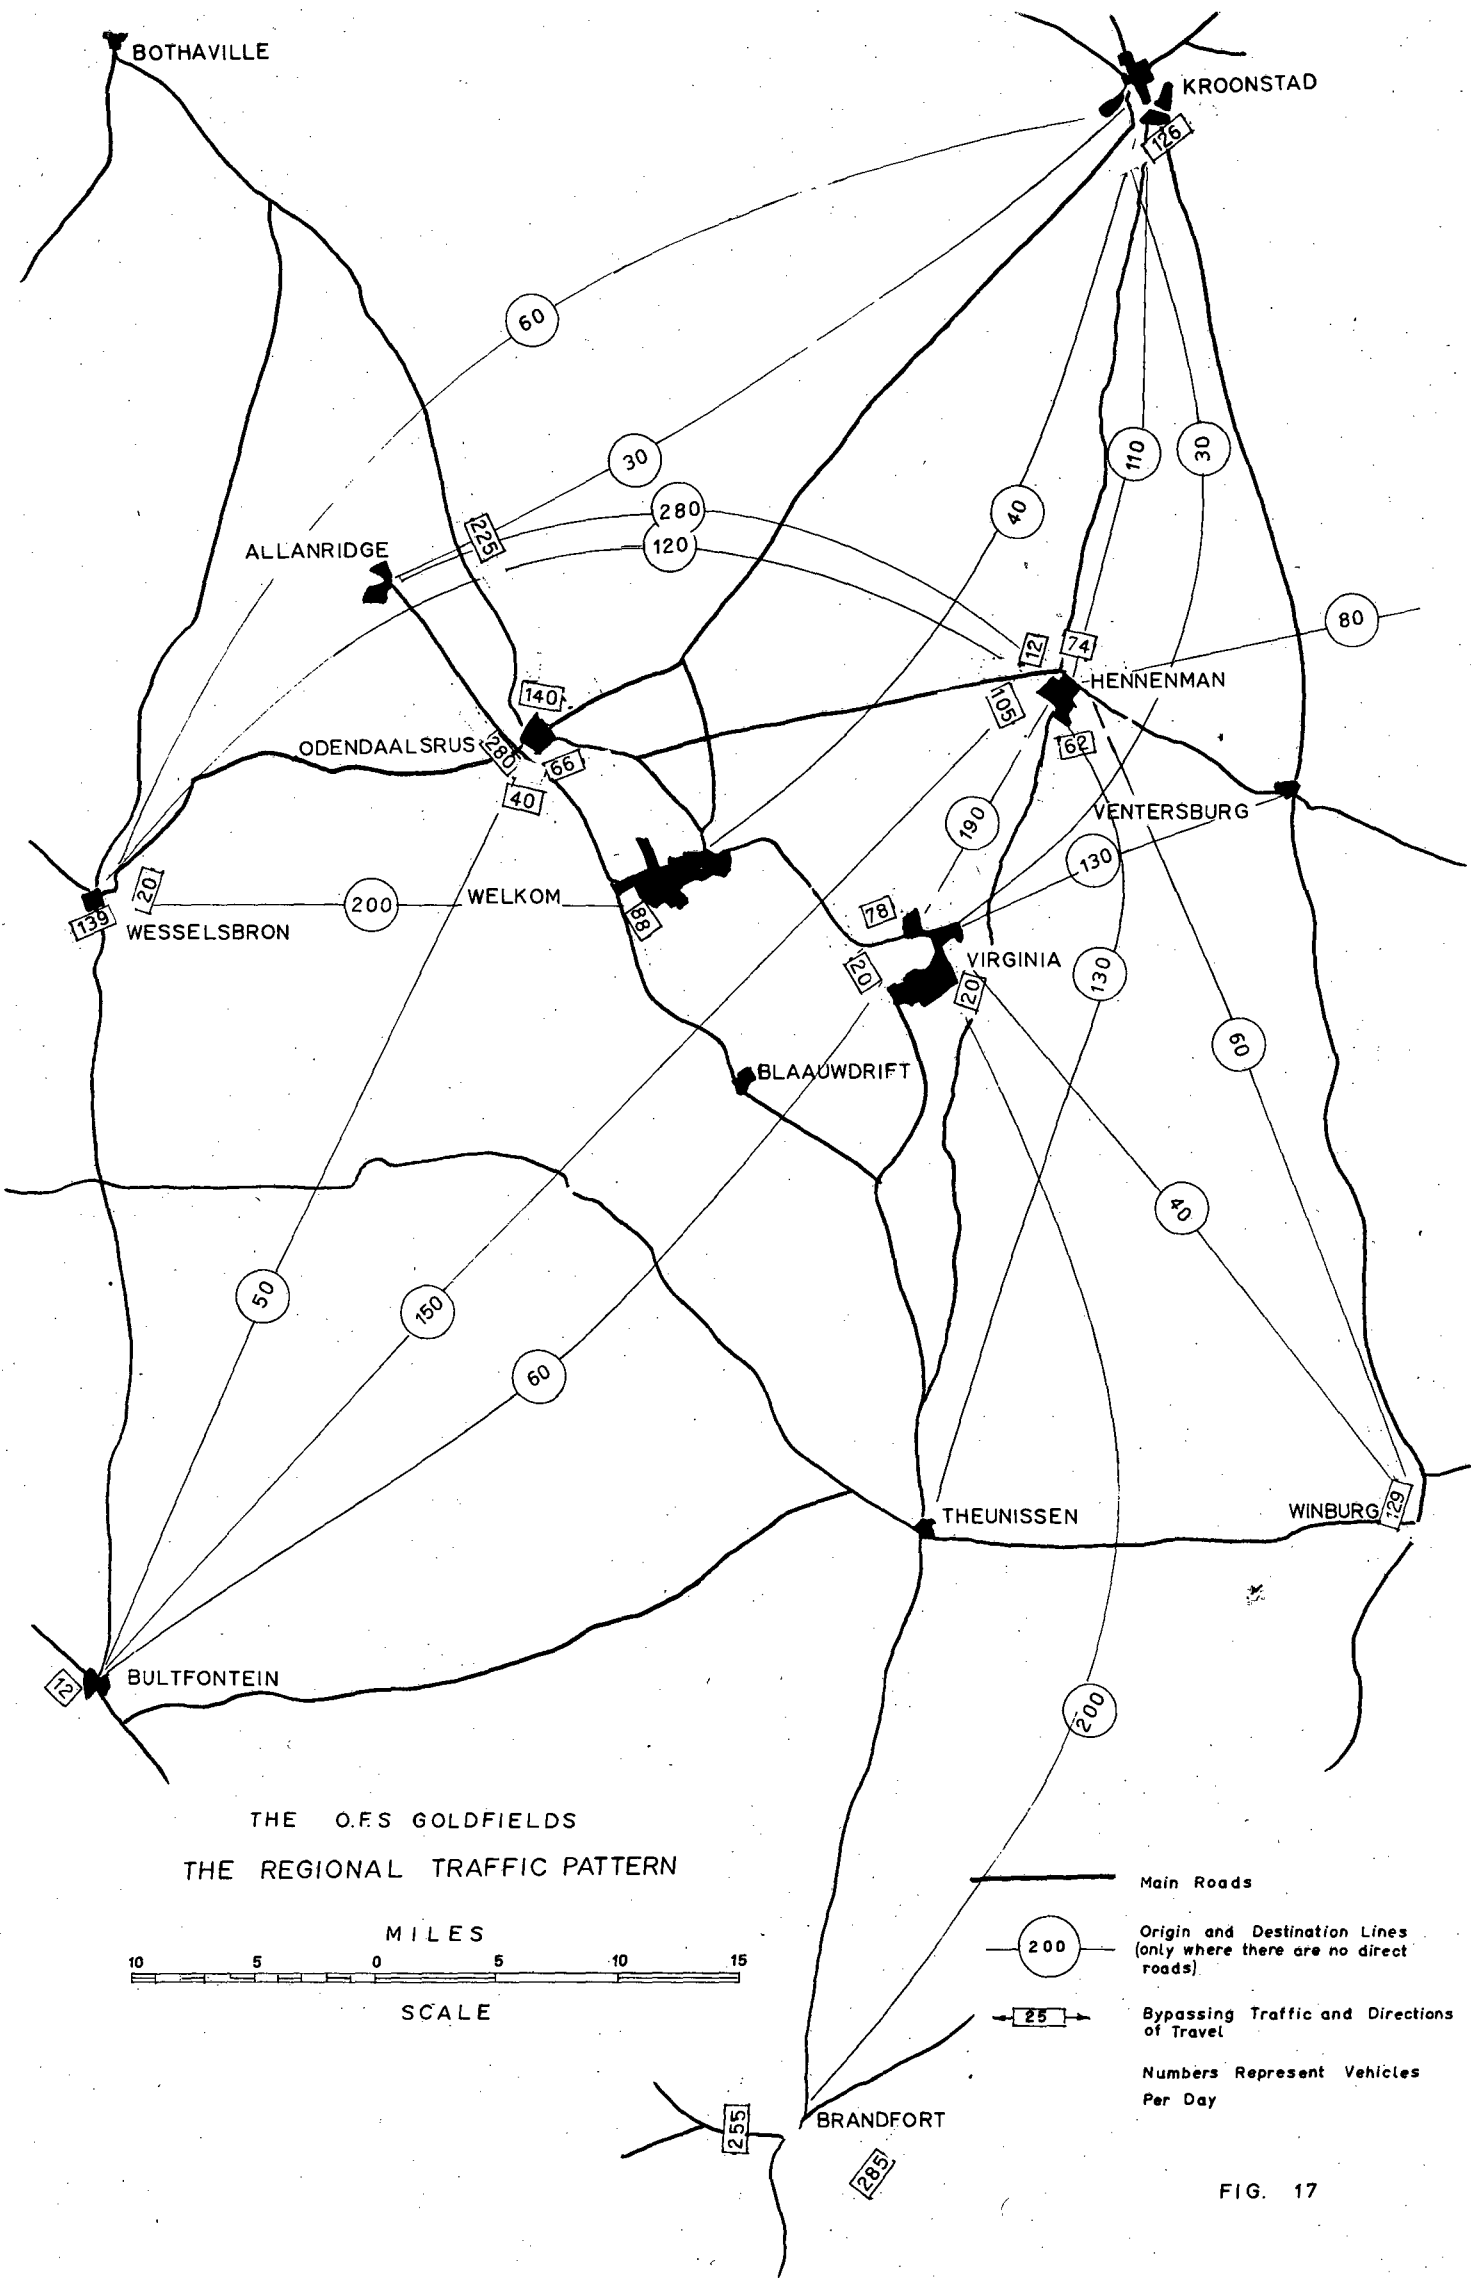 BOTHAVILLE
KROONSTAD
126
60
30
110
30
40
280
225
120
ALLANRIDGE
80
12
74
HENNENMAN
140
105
ODENDAALSRUS
280
66
62
40
VENTERSBURG
190
130
20
WELKOM
200
88
78
139
WESSELSBRON
VIRGINIA
20
20
130
60
BLAAUWDRIFT
40
50
150
60
THEUNISSEN
WINBURG
129
BULTFONTEIN
12
200
THE O.F.S GOLDFIELDS
THE REGIONAL TRAFFIC PATTERN
MILES
10 5 0 5 10 15
SCALE
Main Roads
200
Origin and Destination Lines
(only where there are no direct
roads)
25
Bypassing Traffic and Directions
of Travel
Numbers Represent Vehicles
Per Day
BRANDFORT
255
285
FIG. 17